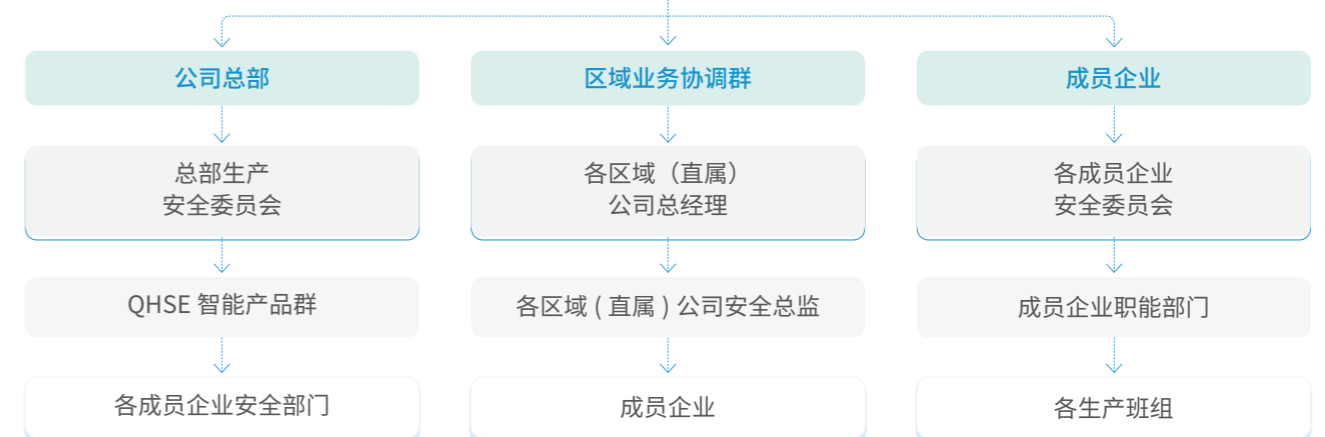 公司总部
区域业务协调群
成员企业
总部生产
安全委员会
各区域（直属）
公司总经理
各成员企业
安全委员会
QHSE 智能产品群
各区域 ( 直属 ) 公司安全总监
成员企业职能部门
各成员企业安全部门
成员企业
各生产班组